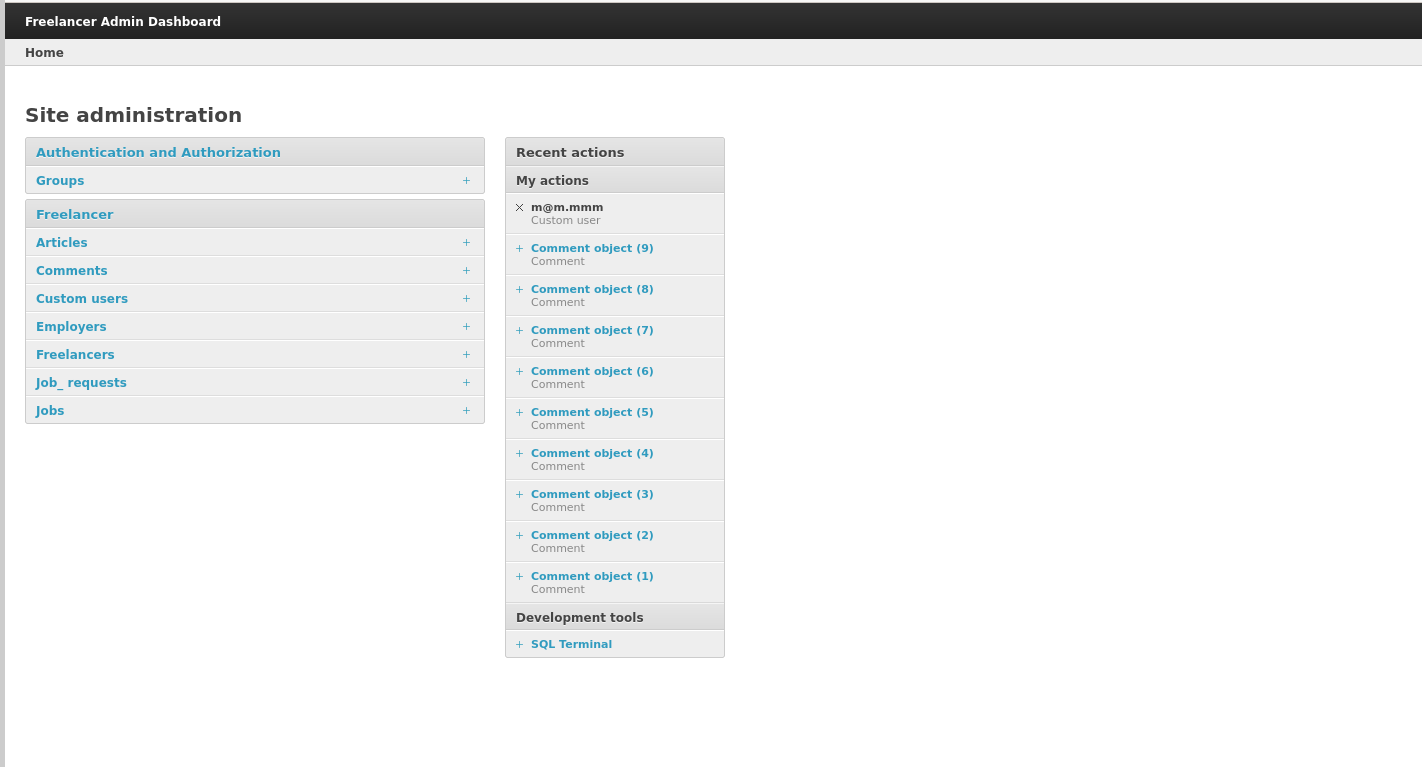 Freelancer Admin Dashboard
Home
Site administration
Authentication and Authorization
Groups +
Freelancer
Articles +
Comments +
Custom users +
Employers +
Freelancers +
Job_ requests +
Jobs +
Recent actions
My actions
m@m.mmm
Custom user
+ Comment object (9)
Comment
+ Comment object (8)
Comment
+ Comment object (7)
Comment
+ Comment object (6)
Comment
+ Comment object (5)
Comment
+ Comment object (4)
Comment
+ Comment object (3)
Comment
+ Comment object (2)
Comment
+ Comment object (1)
Comment
Development tools
+ SQL Terminal